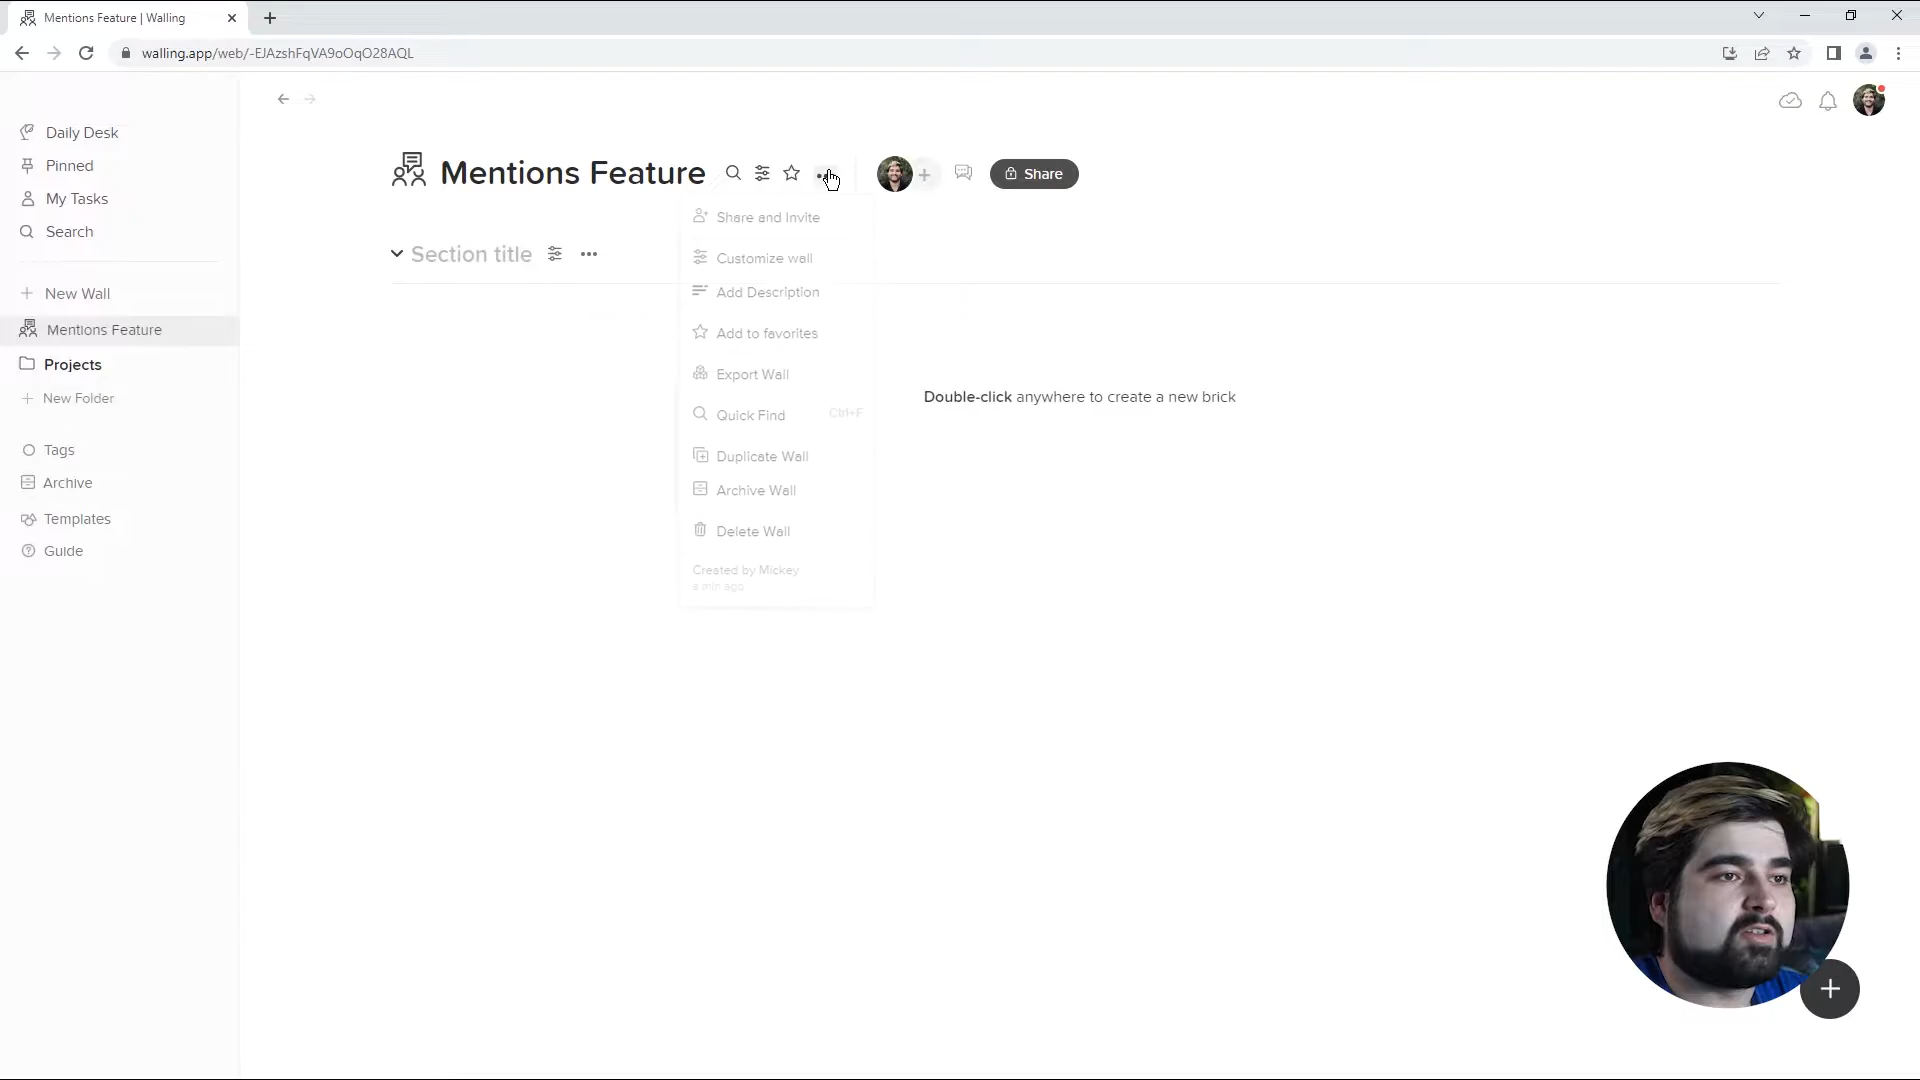 Mentions Feature | Walling
walling.app/web/-EJAzshFqVA9oOqO28AQL
Daily Desk
Pinned
My Tasks
Search
New Wall
Mentions Feature
Projects
New Folder
Tags
Archive
Templates
Guide
Mentions Feature
Share
Section title
Share and Invite
Customize wall
Add Description
Add to favorites
Export Wall
Quick Find Ctrl+F
Duplicate Wall
Archive Wall
Delete Wall
Created by Mickey
a min ago
Double-click anywhere to create a new brick